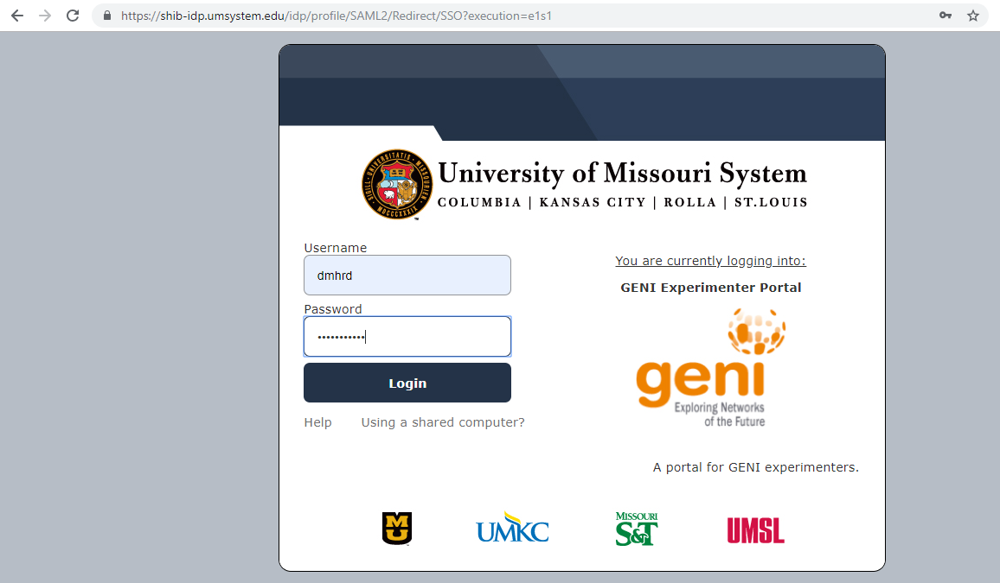 https://shib-idp.umsystem.edu/idp/profile/SAML2/Redirect/SSO?execution=e1s1
SIGILL · UNIVERSITATIS · MISSOURIEN · MDCCCXXXIX
University of Missouri System
COLUMBIA | KANSAS CITY | ROLLA | ST.LOUIS
™
Username
dmhrd
Password
•••••••••••
Login
Help
Using a shared computer?
You are currently logging into:
GENI Experimenter Portal
geni
Exploring Networks
of the Future
A portal for GENI experimenters.
MU
UMKC
MISSOURI
S&T
UMSL